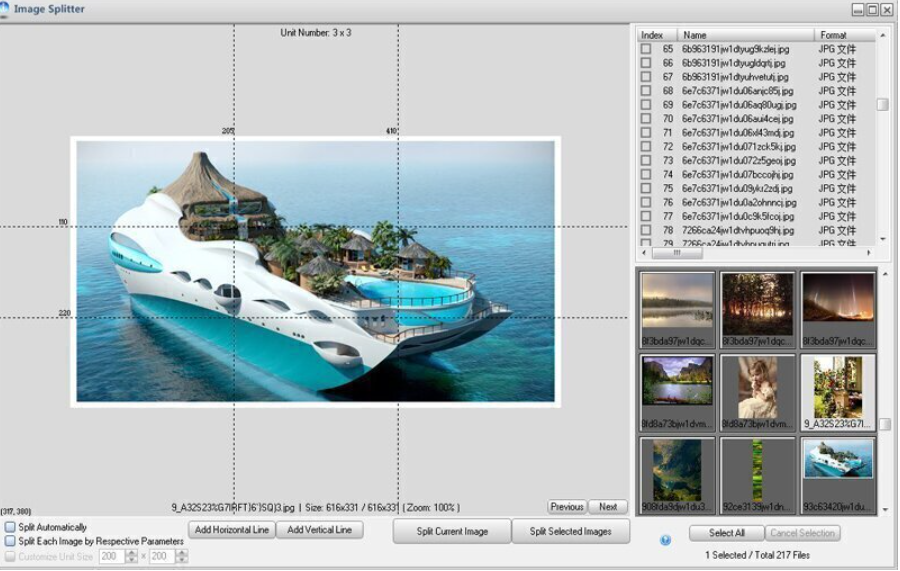 Image Splitter
Unit Number: 3 x 3
205
410
110
220
Index Name Format
65 6b963191jw1dtyug9kzlej.jpg JPG 文件
66 6b963191jw1dtyugldqrtj.jpg JPG 文件
67 6b963191jw1dtyuhvetutj.jpg JPG 文件
68 6e7c6371jw1du06anjc85j.jpg JPG 文件
69 6e7c6371jw1du06aq80ugj.jpg JPG 文件
70 6e7c6371jw1du06aui4cej.jpg JPG 文件
71 6e7c6371jw1du06xl43mdj.jpg JPG 文件
72 6e7c6371jw1du071zck5kj.jpg JPG 文件
73 6e7c6371jw1du072z5geoj.jpg JPG 文件
74 6e7c6371jw1du07bccojhj.jpg JPG 文件
75 6e7c6371jw1du09ykr2zdj.jpg JPG 文件
76 6e7c6371jw1du0a2ohnncj.jpg JPG 文件
77 6e7c6371jw1du0c9k5fcoj.jpg JPG 文件
78 7266ca24jw1dtvhpuoq9hj.jpg JPG 文件
79 JPG 文件
8f3bda97jw1dqc... 8f3bda97jw1dqc... 8f3bda97jw1dqc...
8fd8a73bjw1dvm... 8fd8a73bjw1dvm... 9_A32S23%G7I...
908fda9djw1du3... 92ce3139jw1dn... 93c63420jw1du...
(317, 380)
9_A32S23%G7IRFT}6`}SQ)3.jpg | Size: 616x331 / 616x331 ( Zoom: 100% )
Previous Next
Split Automatically
Split Each Image by Respective Parameters
Customize Unit Size 200 x 200
Add Horizontal Line Add Vertical Line
Split Current Image Split Selected Images
Select All Cancel Selection
1 Selected / Total 217 Files